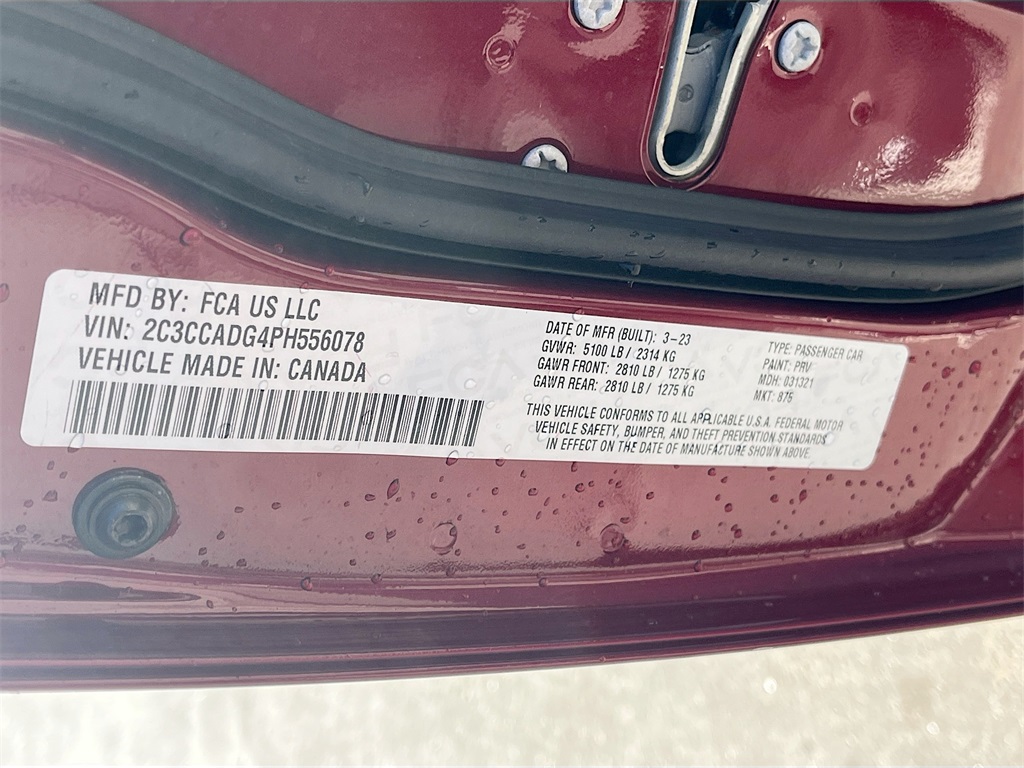 MFD BY: FCA US LLC
VIN: 2C3CCADG4PH556078
VEHICLE MADE IN: CANADA
DATE OF MFR (BUILT): 3-23
GVWR: 5100 LB / 2314 KG
GAWR FRONT: 2810 LB / 1275 KG
GAWR REAR: 2810 LB / 1275 KG
TYPE: PASSENGER CAR
PAINT: PRV
MDH: 031321
MKT: 875
THIS VEHICLE CONFORMS TO ALL APPLICABLE U.S.A. FEDERAL MOTOR
VEHICLE SAFETY, BUMPER, AND THEFT PREVENTION STANDARDS
IN EFFECT ON THE DATE OF MANUFACTURE SHOWN ABOVE.